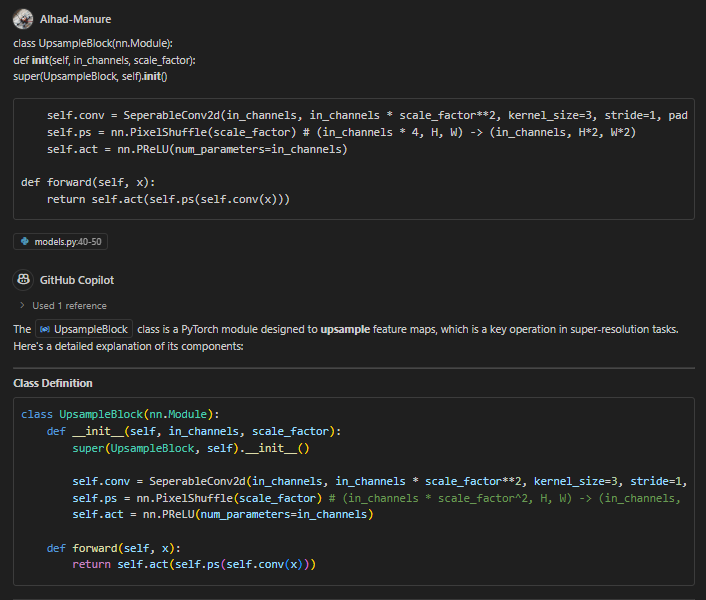 Alhad-Manure
class UpsampleBlock(nn.Module):
def init(self, in_channels, scale_factor):
super(UpsampleBlock, self).init()
self.conv = SeperableConv2d(in_channels, in_channels * scale_factor**2, kernel_size=3, stride=1, pad
self.ps = nn.PixelShuffle(scale_factor) # (in_channels * 4, H, W) -> (in_channels, H*2, W*2)
self.act = nn.PReLU(num_parameters=in_channels)
def forward(self, x):
return self.act(self.ps(self.conv(x)))
models.py:40-50
GitHub Copilot
Used 1 reference
The UpsampleBlock class is a PyTorch module designed to upsample feature maps, which is a key operation in super-resolution tasks.
Here's a detailed explanation of its components:
Class Definition
class UpsampleBlock(nn.Module):
def __init__(self, in_channels, scale_factor):
super(UpsampleBlock, self).__init__()
self.conv = SeperableConv2d(in_channels, in_channels * scale_factor**2, kernel_size=3, stride=1,
self.ps = nn.PixelShuffle(scale_factor) # (in_channels * scale_factor^2, H, W) -> (in_channels,
self.act = nn.PReLU(num_parameters=in_channels)
def forward(self, x):
return self.act(self.ps(self.conv(x)))